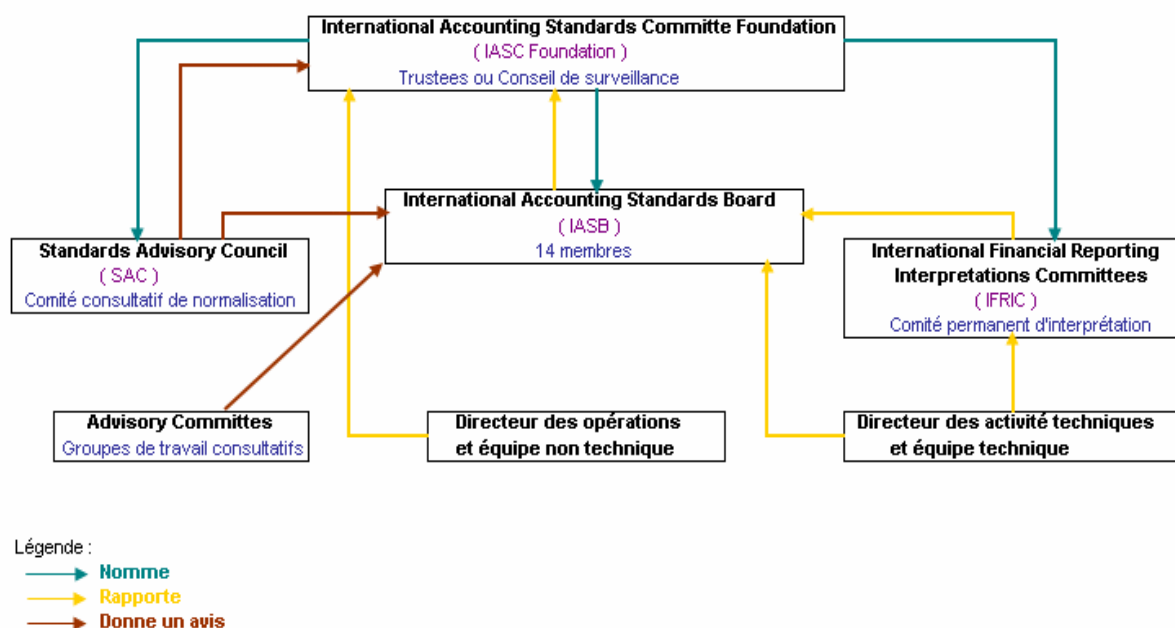 International Accounting Standards Committe Foundation
( IASC Foundation )
Trustees ou Conseil de surveillance
International Accounting Standards Board
( IASB )
14 membres
Standards Advisory Council
( SAC )
Comité consultatif de normalisation
International Financial Reporting
Interpretations Committees
( IFRIC )
Comité permanent d'interprétation
Advisory Committes
Groupes de travail consultatifs
Directeur des opérations
et équipe non technique
Directeur des activité techniques
et équipe technique
Légende :
Nomme
Rapporte
Donne un avis